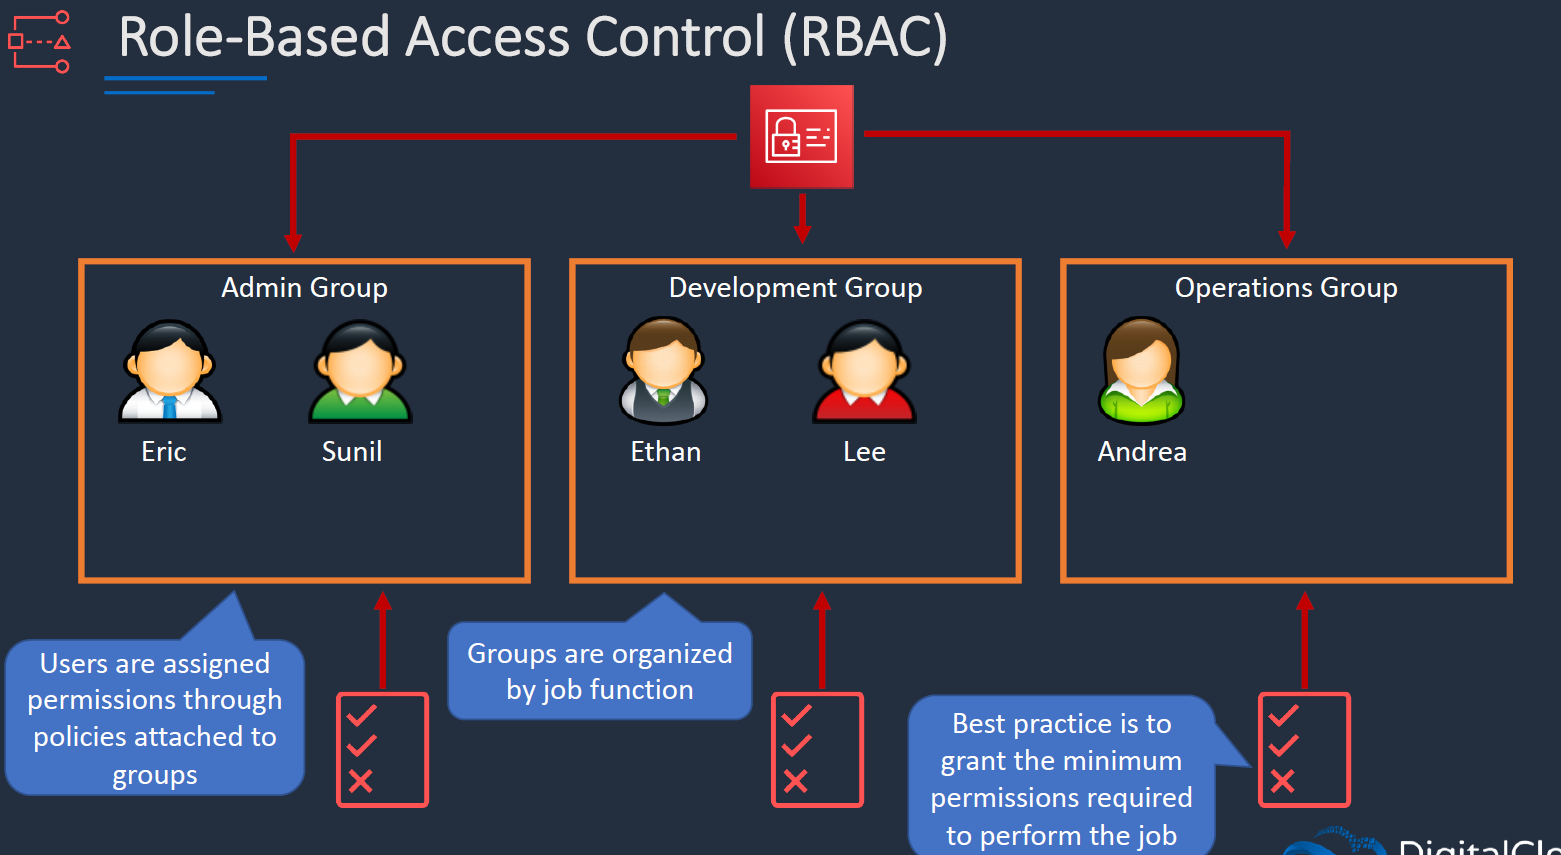 Role-Based Access Control (RBAC)
Admin Group
Eric
Sunil
Development Group
Ethan
Lee
Operations Group
Andrea
Users are assigned
permissions through
policies attached to
groups
Groups are organized
by job function
Best practice is to
grant the minimum
permissions required
to perform the job